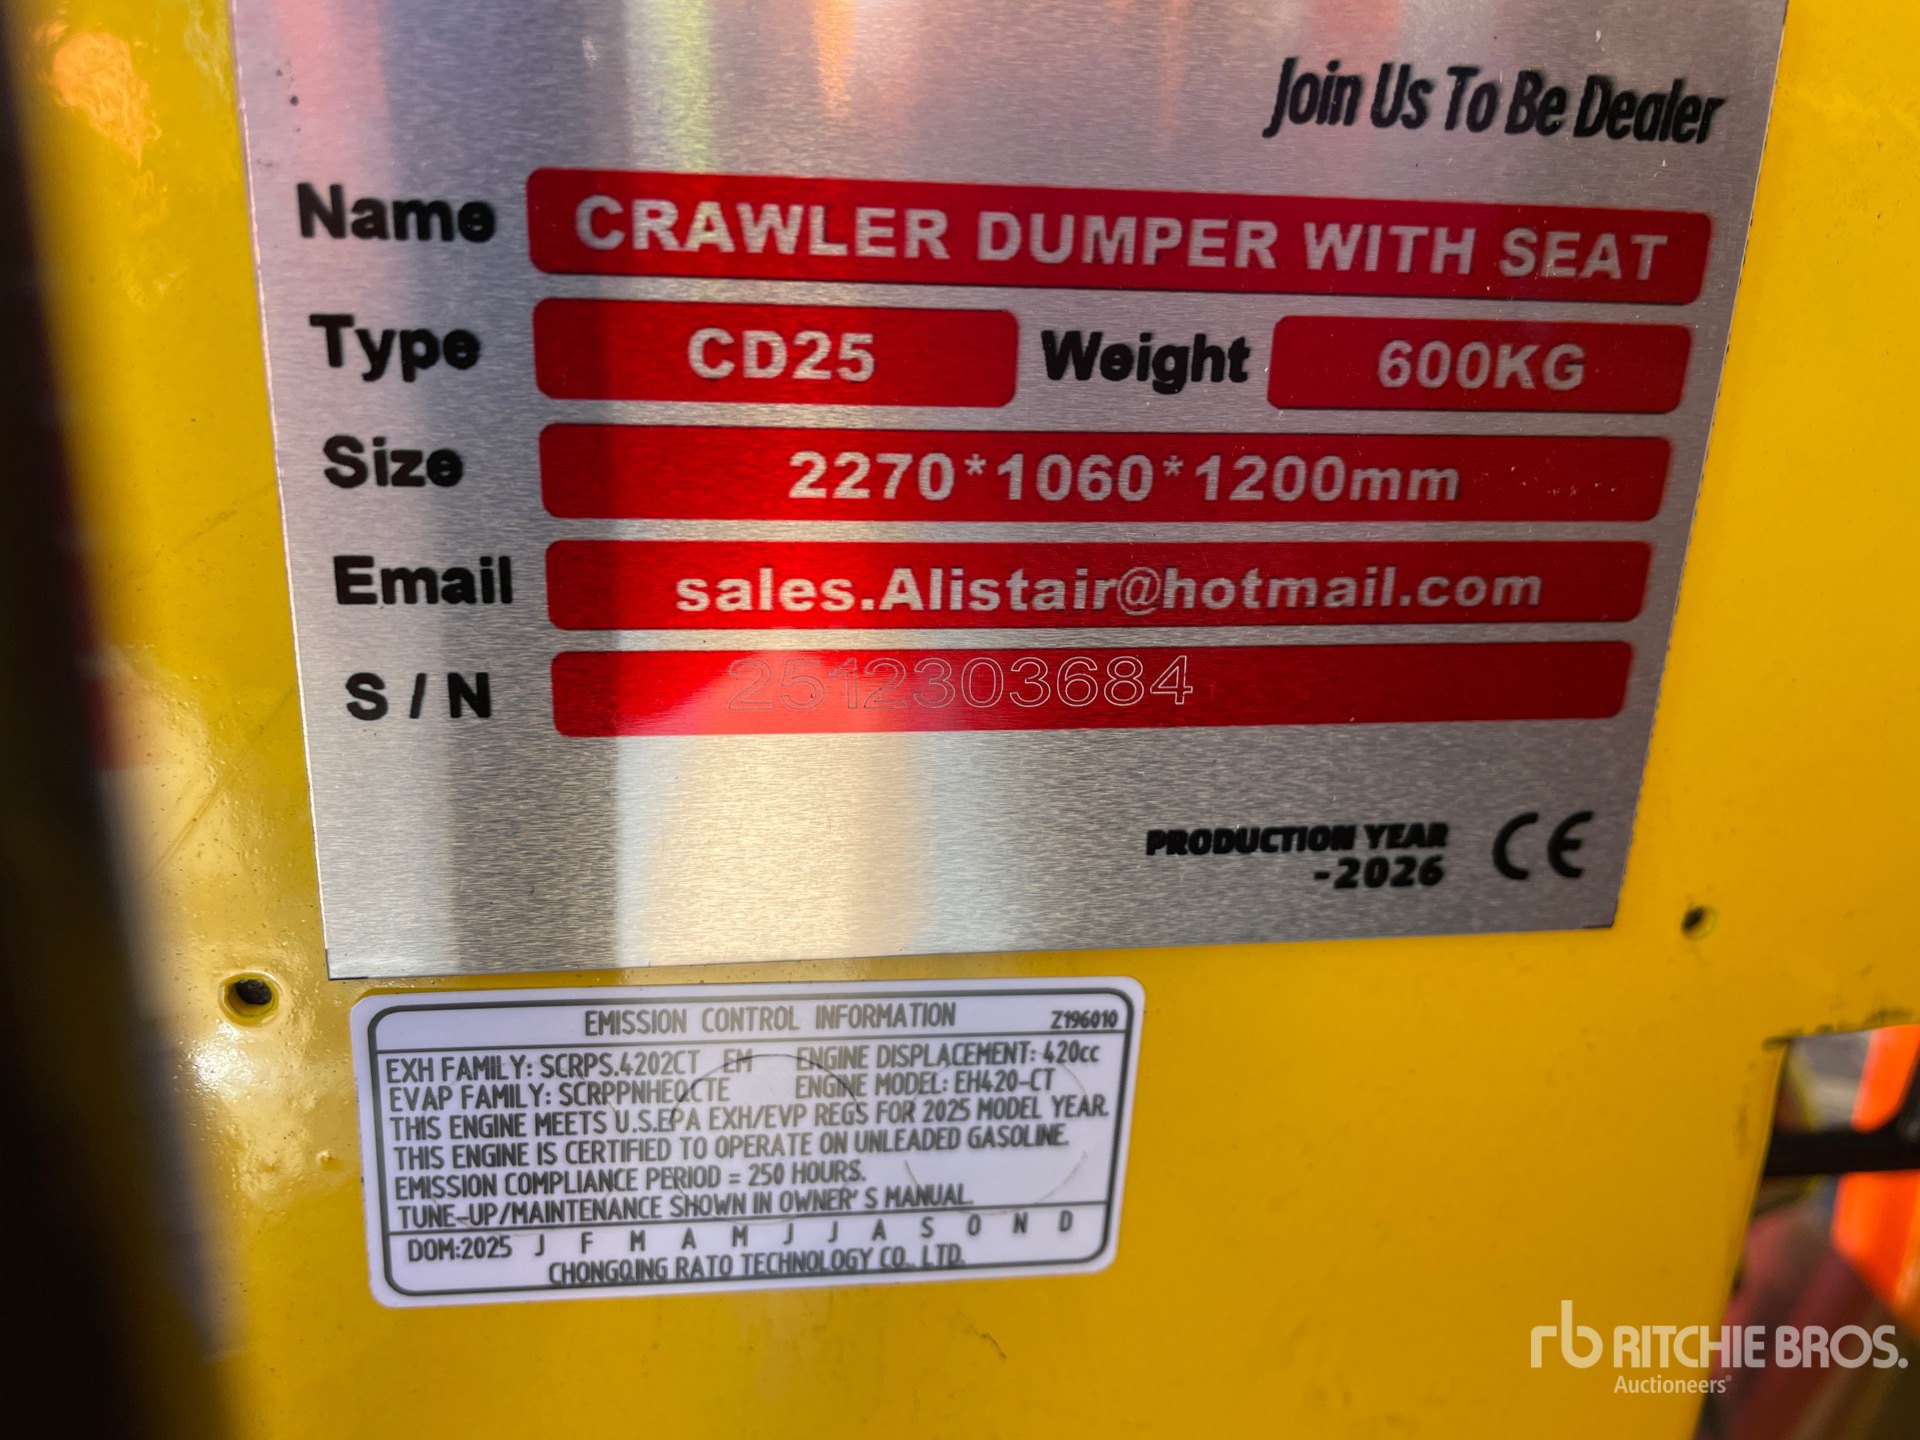 Join Us To Be Dealer
Name CRAWLER DUMPER WITH SEAT
Type CD25 Weight 600KG
Size 2270*1060*1200mm
Email sales.Alistair@hotmail.com
S / N 2512303684
PRODUCTION YEAR
-2026 CE
EMISSION CONTROL INFORMATION Z196010
EXH FAMILY: SCRPS.4202CT EM ENGINE DISPLACEMENT: 420cc
EVAP FAMILY: SCRPPNHEQCTE ENGINE MODEL: EH420-CT
THIS ENGINE MEETS U.S.EPA EXH/EVP REGS FOR 2025 MODEL YEAR.
THIS ENGINE IS CERTIFIED TO OPERATE ON UNLEADED GASOLINE.
EMISSION COMPLIANCE PERIOD = 250 HOURS.
TUNE-UP/MAINTENANCE SHOWN IN OWNER'S MANUAL.
DOM:2025 J F M A M J J A S O N D
CHONGQING RATO TECHNOLOGY CO., LTD.
rb RITCHIE BROS.
Auctioneers